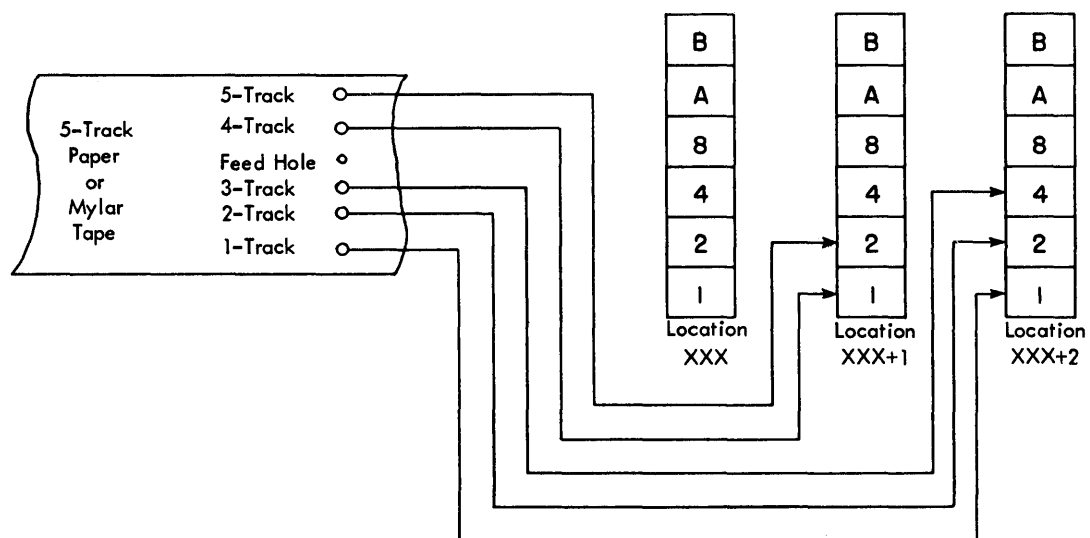 5-Track
Paper
or
Mylar
Tape
5-Track
4-Track
Feed Hole
3-Track
2-Track
1-Track
B
A
8
4
2
1
Location
XXX
B
A
8
4
2
1
Location
XXX+1
B
A
8
4
2
1
Location
XXX+2